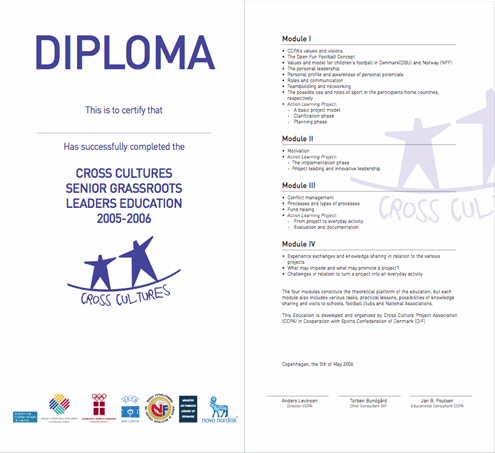 DIPLOMA
This is to certify that
Has successfully completed the
CROSS CULTURES
SENIOR GRASSROOTS
LEADERS EDUCATION
2005-2006
CROSS CULTURES
novo nordisk
Module I
• CCPA's values and visions
• The Open Fun Football Concept
• Values and model for children's football in Denmark(DBU) and Norway (NFF)
• The personal leadership
• Personal profile and awareness of personal potentials
• Roles and communication
• Teambuilding and networking
• The possible use and roles of sport in the participants home countries,
respectively
• Action Learning Project:
- A basic project model
- Clarification phase
- Planning phase
Module II
• Motivation
• Action Learning Project:
- The implementation phase
- Project leading and innovative leadership
Module III
• Conflict management
• Processes and types of processes
• Fund raising
• Action Learning Project:
- From project to everyday activity
- Evaluation and documentation
CROSS CUL
Module IV
• Experience exchanges and knowledge sharing in relation to the various
projects
• What may impede and what may promote a project?
• Challenges in relation to turn a project into an everyday activity
The four modules constitute the theoretical platform of the education, but each
module also includes various tasks, practical lessons, possibilities of knowledge
sharing and visits to schools, football clubs and National Associations.
This Education is developed and organized by Cross Culture Project Association
(CCPA) in Cooperation with Sports Confederation of Denmark (DIF)
Copenhagen, the 5th of May 2006
Anders Levinsen
Director CCPA
Torben Bundgård
Chief Consultant DIF
Jan B. Poulsen
Educational Consultant CCPA